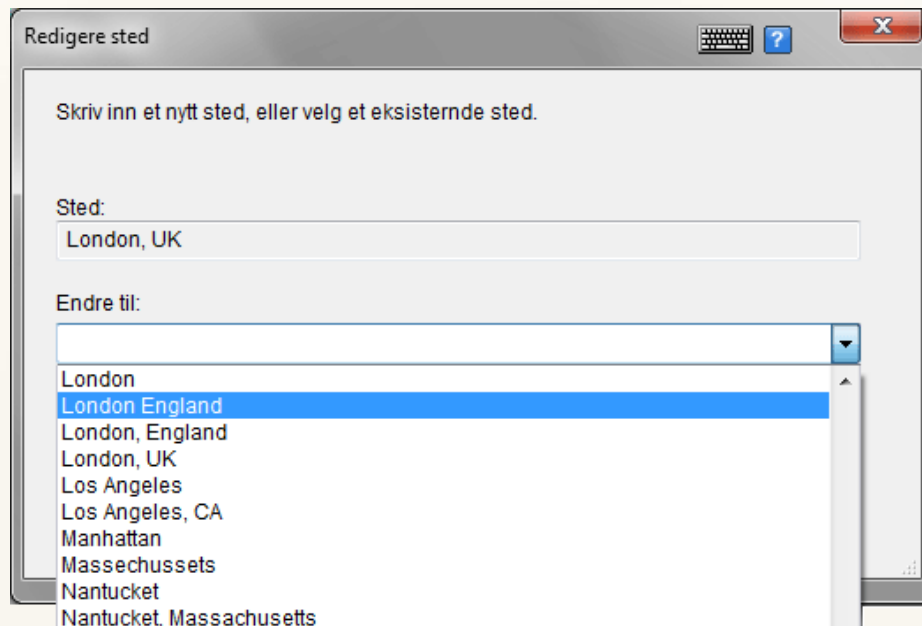 Redigere sted
?
Skriv inn et nytt sted, eller velg et eksisternde sted.
Sted:
London, UK
Endre til:
London
London England
London, England
London, UK
Los Angeles
Los Angeles, CA
Manhattan
Massechussets
Nantucket
Nantucket, Massachusetts